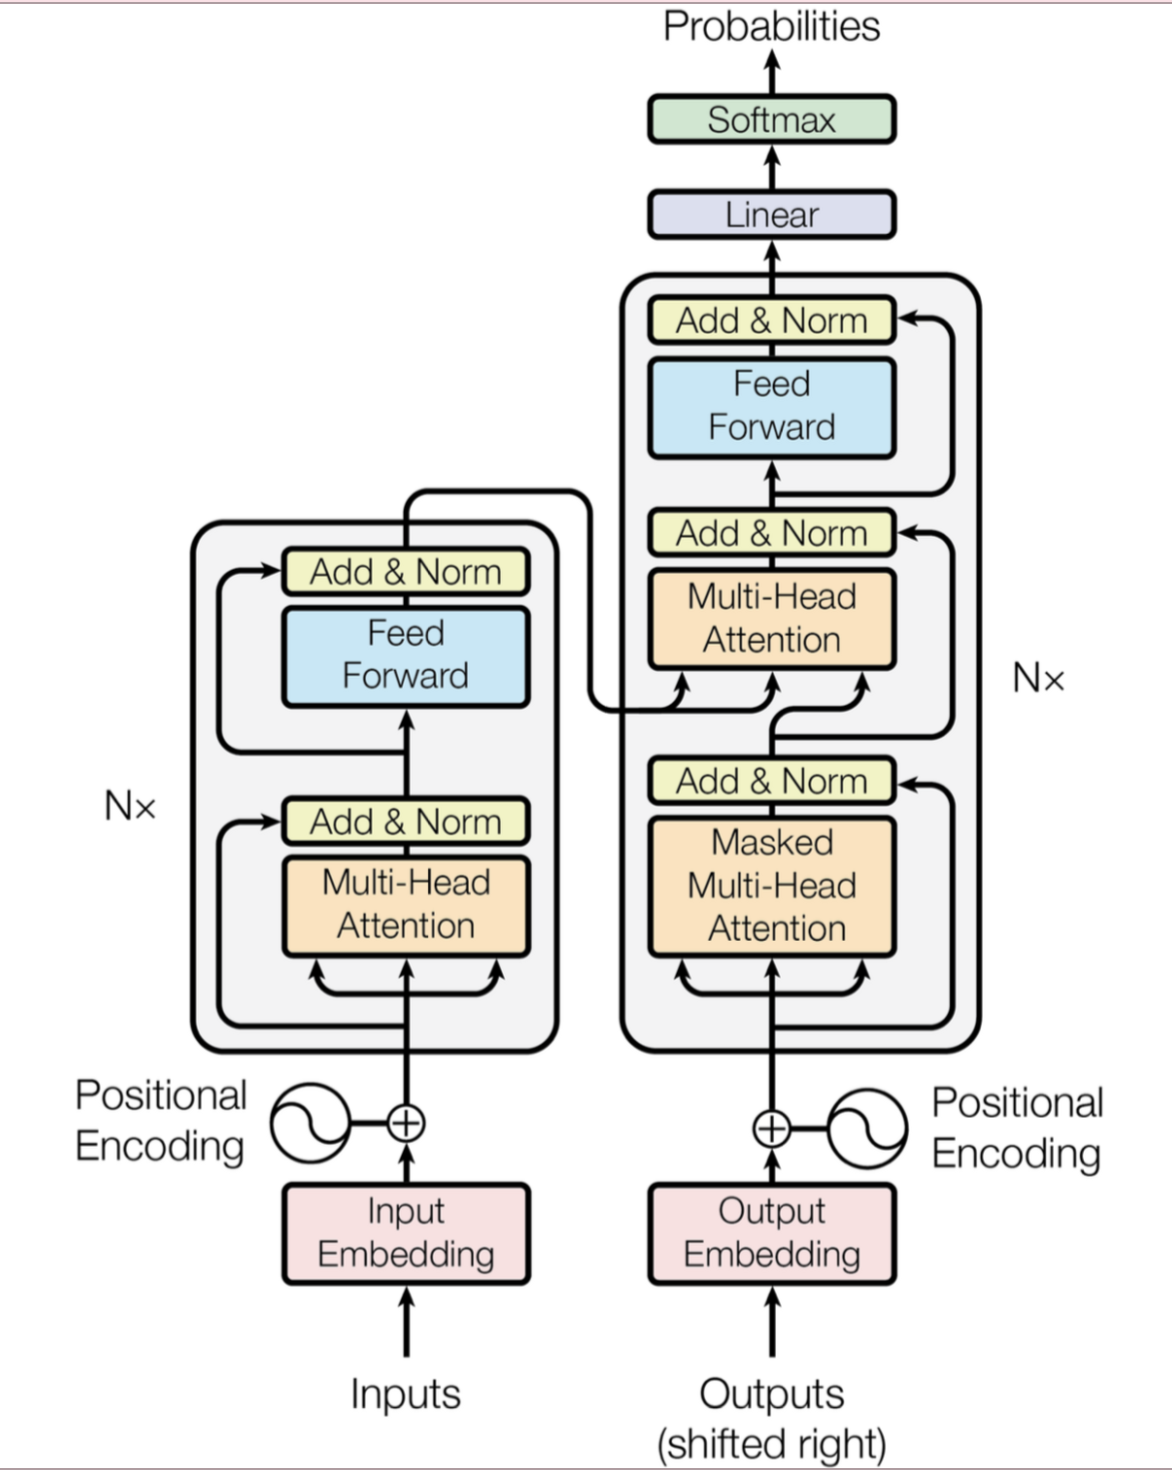 Probabilities
Softmax
Linear
Add & Norm
Feed
Forward
Add & Norm
Multi-Head
Attention
N×
Add & Norm
Masked
Multi-Head
Attention
Add & Norm
Feed
Forward
N×
Add & Norm
Multi-Head
Attention
Positional
Encoding
Positional
Encoding
Input
Embedding
Output
Embedding
Inputs
Outputs
(shifted right)